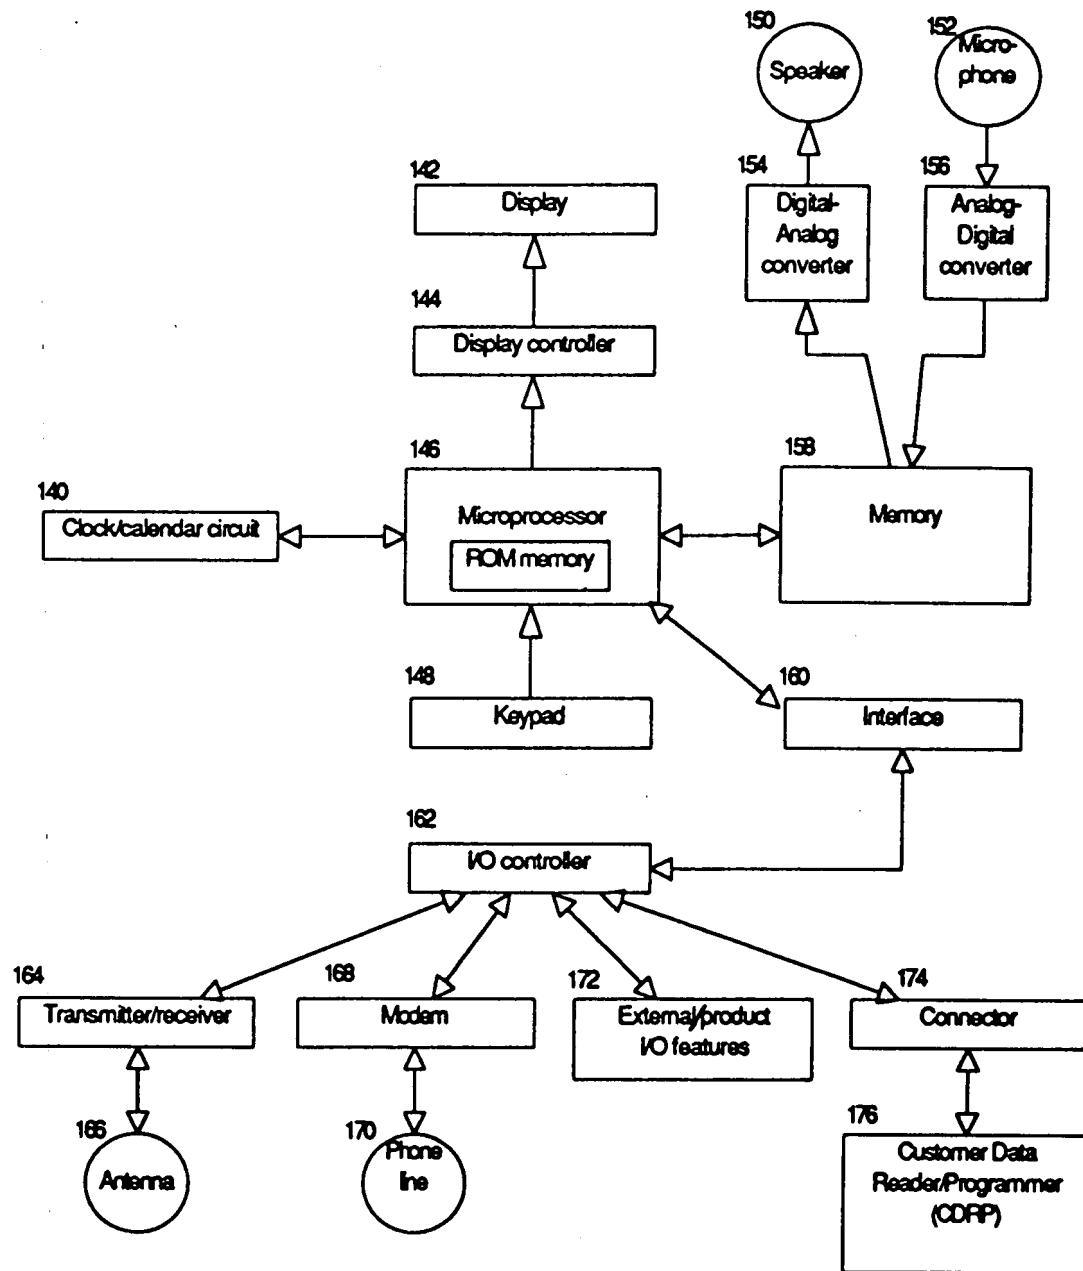 150
Speaker
152
Micro-
phone
142
Display
154
Digital-
Analog
converter
156
Analog-
Digital
converter
144
Display controller
146
Microprocessor
ROM memory
158
Memory
140
Clock/calendar circuit
148
Keypad
160
Interface
162
I/O controller
164
Transmitter/receiver
168
Modem
172
External/product
I/O features
174
Connector
166
Antenna
170
Phone
line
176
Customer Data
Reader/Programmer
(CDRP)